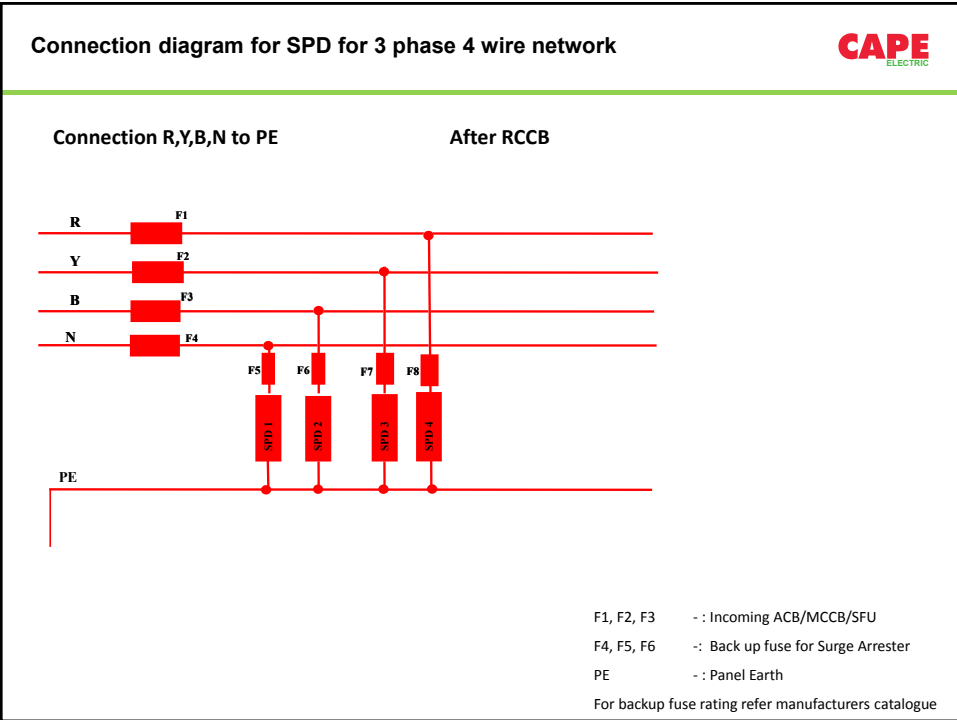 Connection diagram for SPD for 3 phase 4 wire network
CAPE
ELECTRIC
Connection R,Y,B,N to PE After RCCB
R F1
Y F2
B F3
N F4
F5 F6 F7 F8
SPD 1 SPD 2 SPD 3 SPD 4
PE
F1, F2, F3 - : Incoming ACB/MCCB/SFU
F4, F5, F6 -: Back up fuse for Surge Arrester
PE - : Panel Earth
For backup fuse rating refer manufacturers catalogue